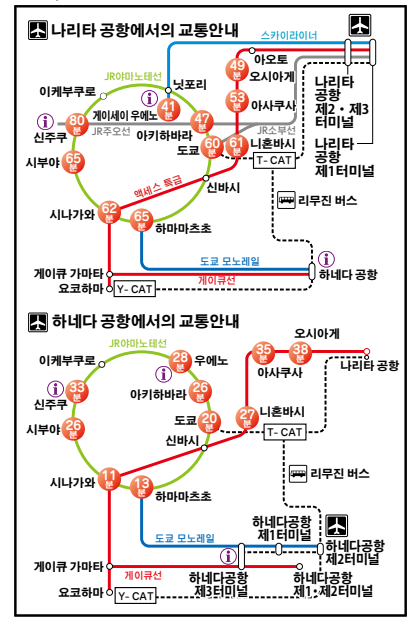 나리타 공항에서의 교통안내
스카이라이너
아오토
49분
오시아게
JR야마노테선
닛포리
이케부쿠로
나리타
공항
제2・제3
터미널
i
41분
53분
아사쿠사
게이세이 우에노
i
80분
47분
신주쿠
JR주오선
아키하바라
JR소부선
도쿄
60분
61분
니혼바시
나리타
공항
제1터미널
시부야
65분
T-CAT
신바시
액세스 특급
리무진 버스
62분
시나가와
65분
하마마츠초
도쿄 모노레일
i
게이큐 가마타
하네다 공항
게이큐선
요코하마
Y-CAT
하네다 공항에서의 교통안내
오시아게
JR야마노테선
35분
38분
이케부쿠로
28분
우에노
아사쿠사
나리타 공항
i
i
33분
26분
신주쿠
아키하바라
27분
니혼바시
시부야
26분
도쿄
20분
T-CAT
신바시
리무진 버스
11분
시나가와
13분
하마마츠초
하네다공항
제1터미널
도쿄 모노레일
하네다공항
제2터미널
i
게이큐 가마타
게이큐선
하네다공항
제3터미널
하네다공항
제1・제2터미널
요코하마
Y-CAT